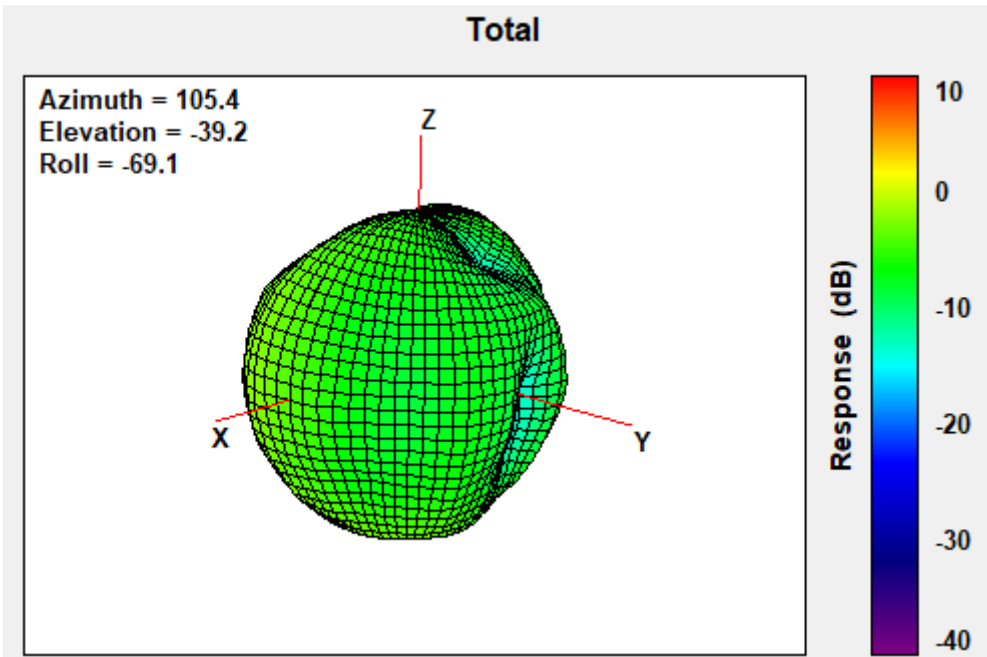 Total
Azimuth = 105.4
Elevation = -39.2
Roll = -69.1
Z
X
Y
10
0
-10
-20
-30
-40
Response (dB)